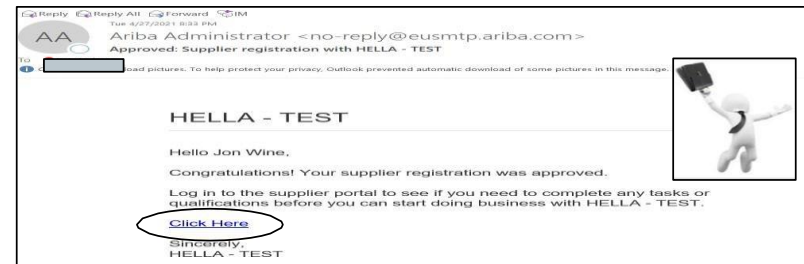 Reply Reply All Forward IM
Tue 4/27/2021 8:33 PM
AA
Ariba Administrator <no-reply@eusmtp.ariba.com>
Approved: Supplier registration with HELLA - TEST
To
load pictures. To help protect your privacy, Outlook prevented automatic download of some pictures in this message.
HELLA - TEST
Hello Jon Wine,
Congratulations! Your supplier registration was approved.
Log in to the supplier portal to see if you need to complete any tasks or
qualifications before you can start doing business with HELLA - TEST.
Click Here
Sincerely,
HELLA - TEST